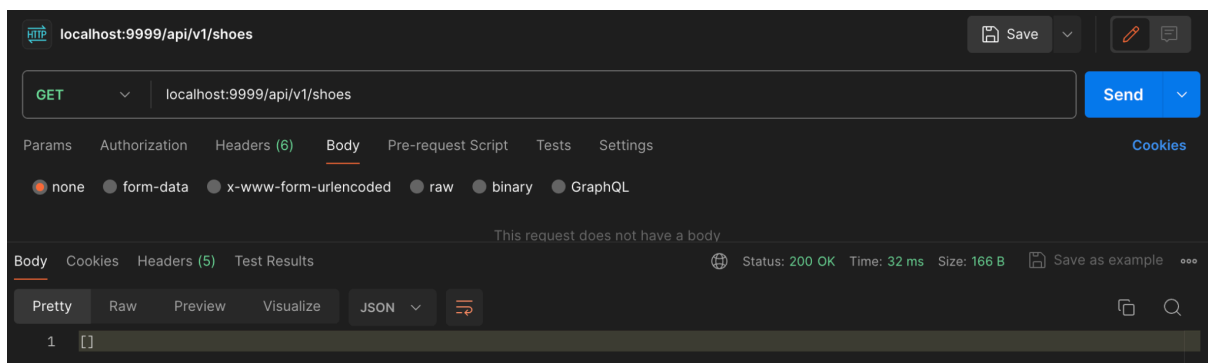 HTTP localhost:9999/api/v1/shoes Save
GET localhost:9999/api/v1/shoes Send
Params Authorization Headers (6) Body Pre-request Script Tests Settings Cookies
none form-data x-www-form-urlencoded raw binary GraphQL
This request does not have a body
Body Cookies Headers (5) Test Results Status: 200 OK Time: 32 ms Size: 166 B Save as example
Pretty Raw Preview Visualize JSON
1 []